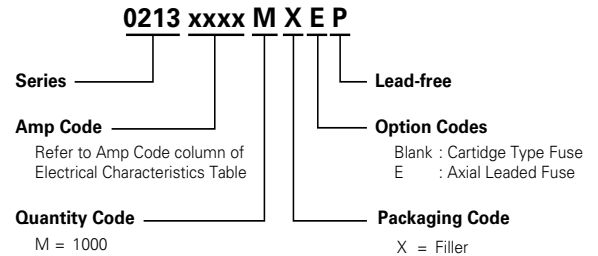 0213 xxxx M X E P
Series
Lead-free
Amp Code
Refer to Amp Code column of
Electrical Characteristics Table
Option Codes
Blank : Cartidge Type Fuse
E : Axial Leaded Fuse
Quantity Code
M = 1000
Packaging Code
X = Filler